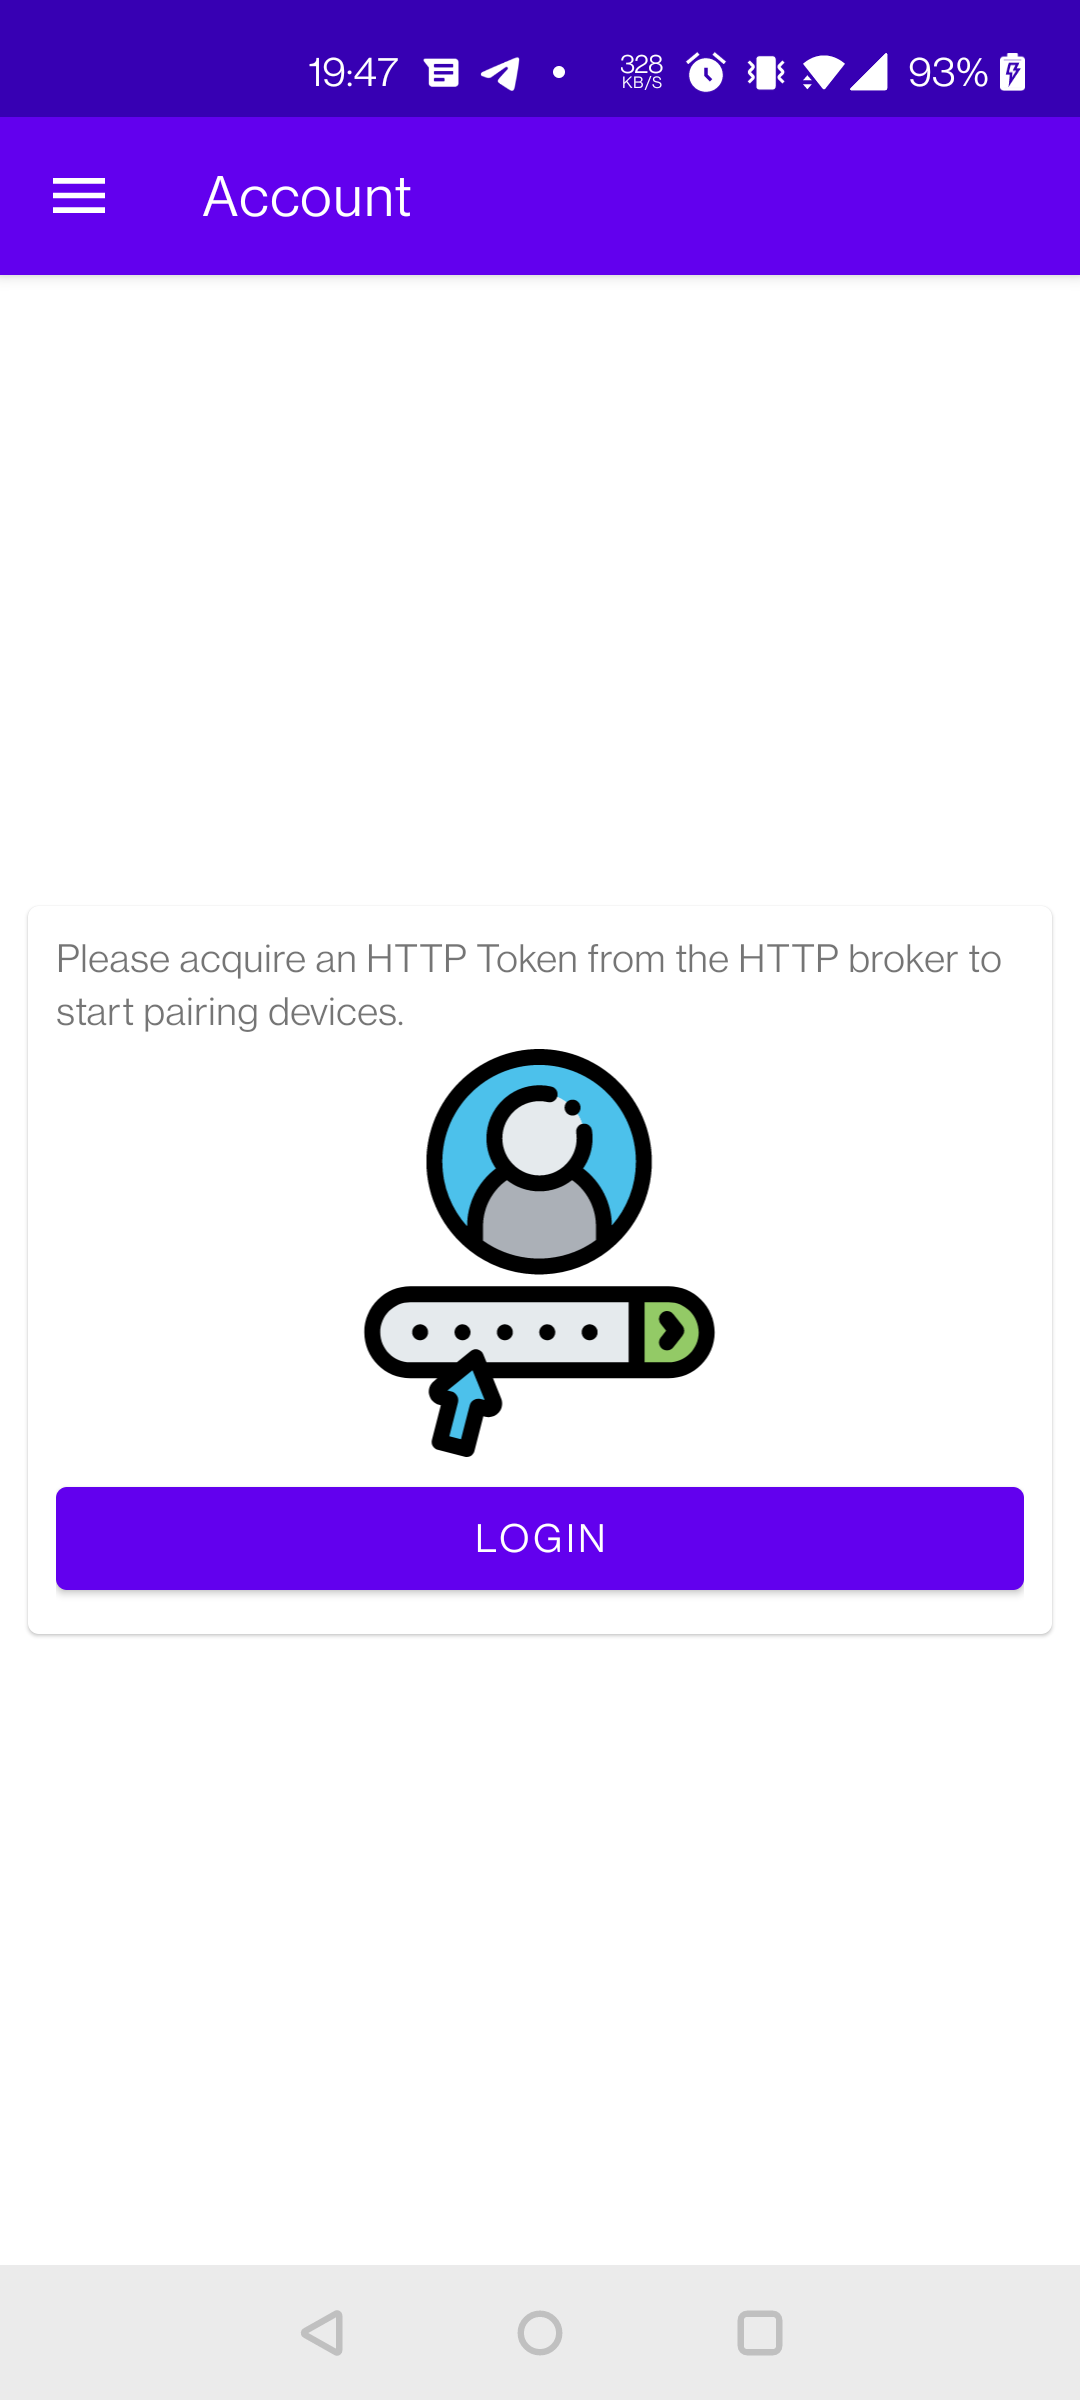 19:47
328
KB/S
93%
Account
Please acquire an HTTP Token from the HTTP broker to
start pairing devices.
LOGIN